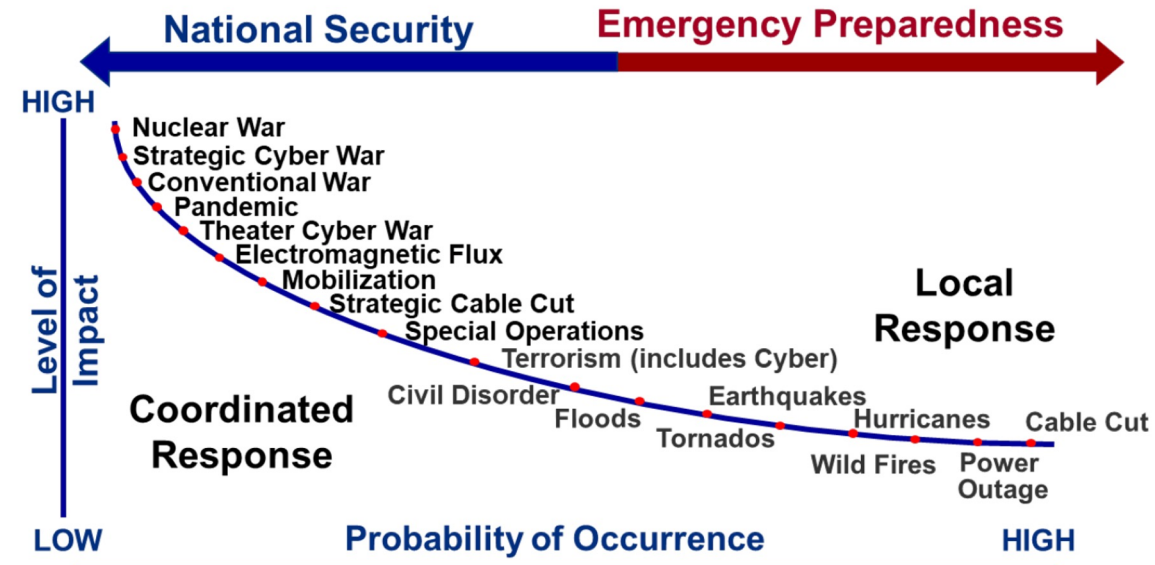 National Security
Emergency Preparedness
HIGH
Nuclear War
Strategic Cyber War
Conventional War
Pandemic
Theater Cyber War
Electromagnetic Flux
Mobilization
Strategic Cable Cut
Special Operations
Terrorism (includes Cyber)
Civil Disorder
Floods
Earthquakes
Tornados
Hurricanes
Wild Fires
Cable Cut
Power
Outage
Level of
Impact
Local
Response
Coordinated
Response
LOW
Probability of Occurrence
HIGH